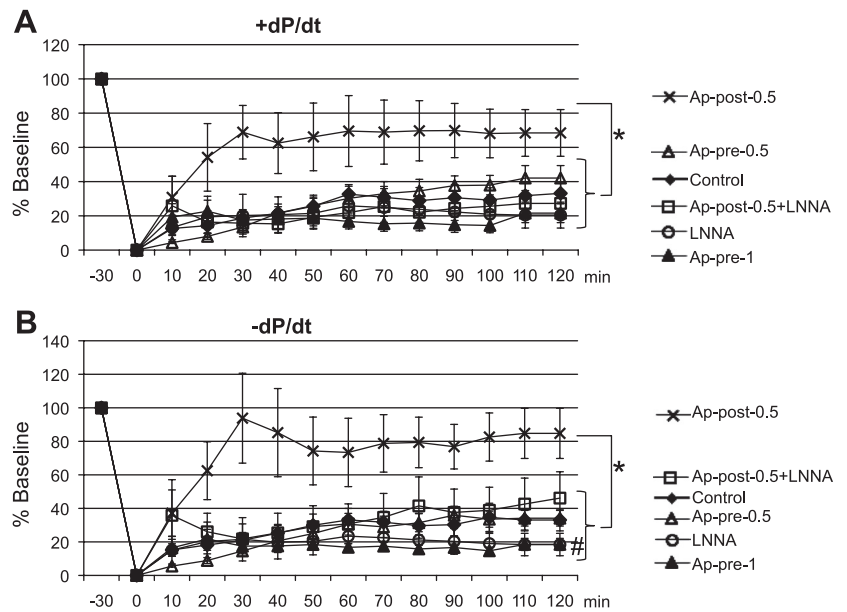 A
+dP/dt
120
100
80
60
40
20
0
% Baseline
-30 0 10 20 30 40 50 60 70 80 90 100 110 120 min
*
Ap-post-0.5
Ap-pre-0.5
Control
Ap-post-0.5+LNNA
LNNA
Ap-pre-1
B
-dP/dt
140
120
100
80
60
40
20
0
% Baseline
-30 0 10 20 30 40 50 60 70 80 90 100 110 120 min
*
#
Ap-post-0.5
Ap-post-0.5+LNNA
Control
Ap-pre-0.5
LNNA
Ap-pre-1